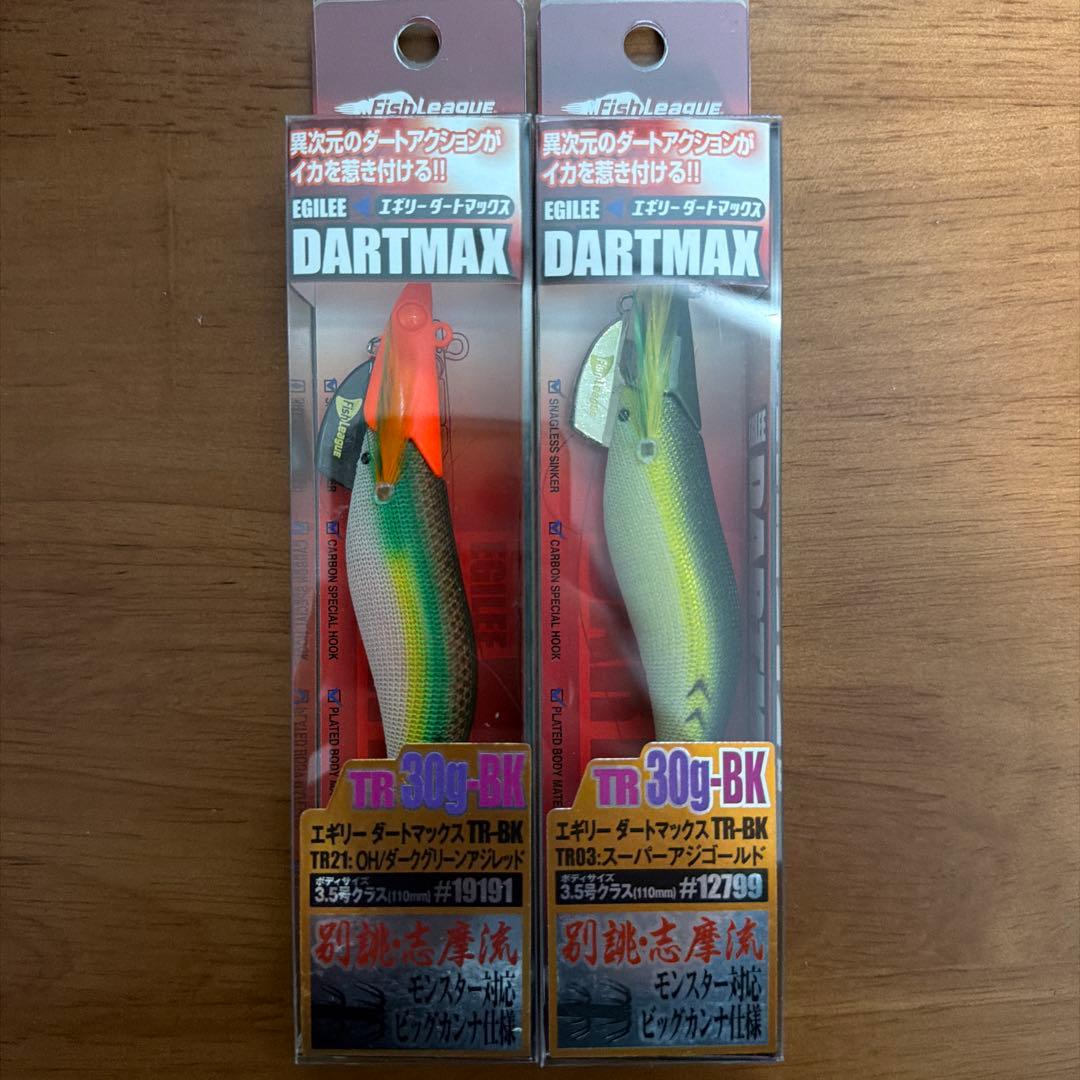 FishLeague
異次元のダートアクションが
イカを惹き付ける!!
EGILEE エギリーダートマックス
DARTMAX
FishLeague
CARBON SPECIAL HOOK
PLATED BODY MATE
EGILEE
TR 30g-BK
エギリー ダートマックス TR-BK
TR21: OH/ダークグリーンアジレッド
ボディサイズ
3.5号クラス(110mm) #19191
別誂・志摩流
モンスター対応
ビッグカンナ仕様
FishLeague
異次元のダートアクションが
イカを惹き付ける!!
EGILEE エギリーダートマックス
DARTMAX
FishLeague
SNAGLESS SINKER
CARBON SPECIAL HOOK
PLATED BODY MATE
TR 30g-BK
エギリー ダートマックス TR-BK
TR03:スーパーアジゴールド
ボディサイズ
3.5号クラス(110mm) #12799
別誂・志摩流
モンスター対応
ビッグカンナ仕様